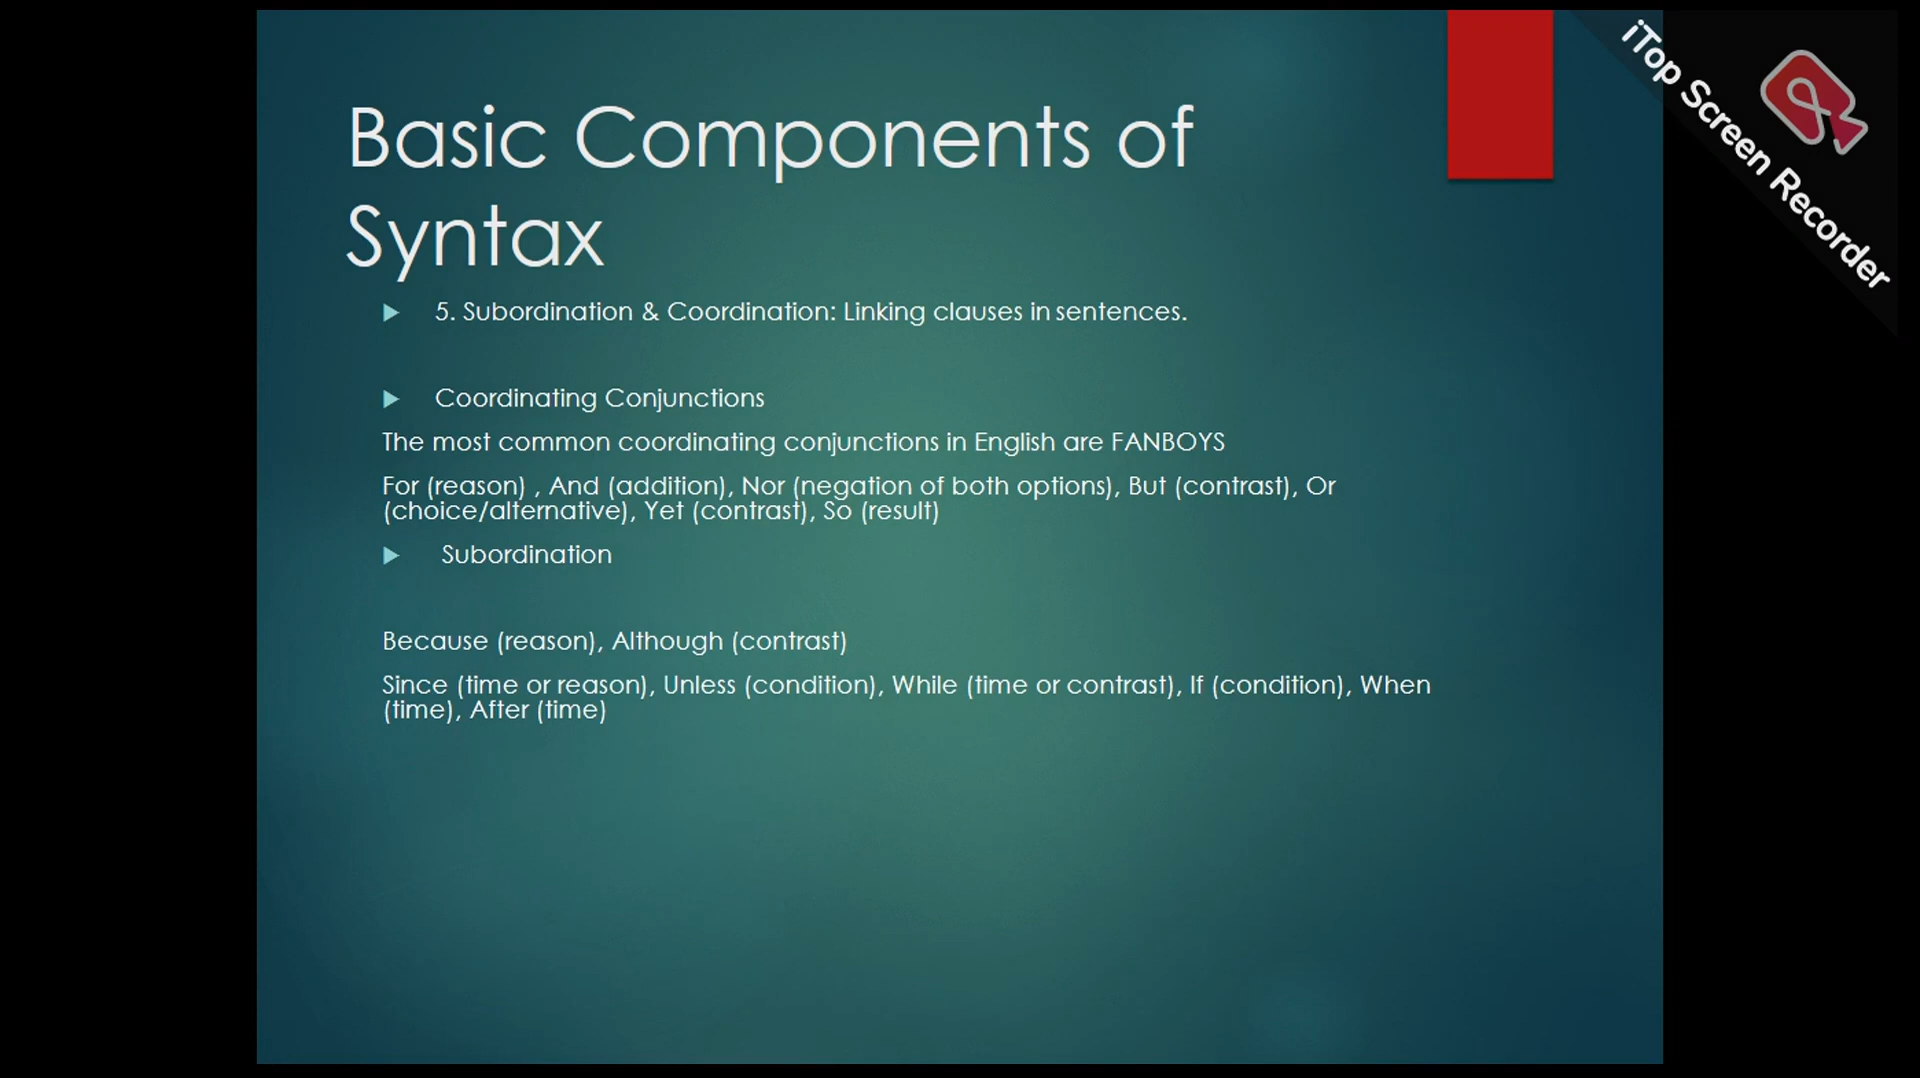 Basic Components of
Syntax
5. Subordination & Coordination: Linking clauses in sentences.
Coordinating Conjunctions
The most common coordinating conjunctions in English are FANBOYS
For (reason) , And (addition), Nor (negation of both options), But (contrast), Or
(choice/alternative), Yet (contrast), So (result)
Subordination
Because (reason), Although (contrast)
Since (time or reason), Unless (condition), While (time or contrast), If (condition), When
(time), After (time)
iTop Screen Recorder